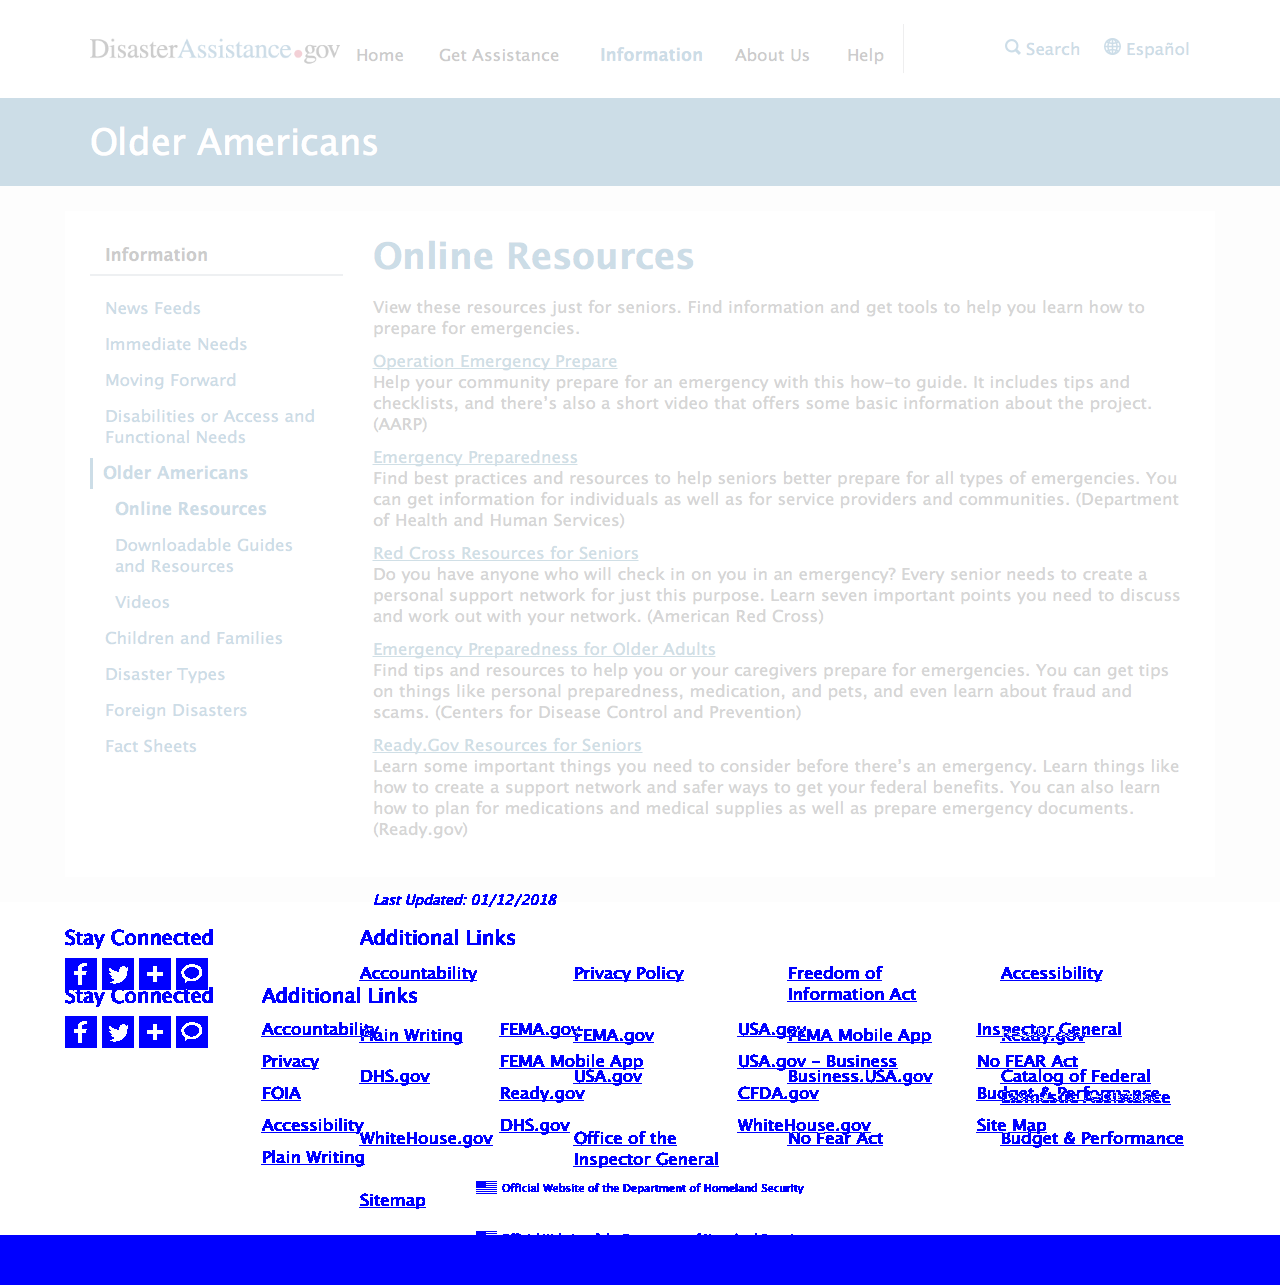 DisasterAssistance.gov Home Get Assistance Information About Us Help Search Español
Older Americans
Information
News Feeds
Immediate Needs
Moving Forward
Disabilities or Access and
Functional Needs
Older Americans
Online Resources
Downloadable Guides
and Resources
Videos
Children and Families
Disaster Types
Foreign Disasters
Fact Sheets
Online Resources
View these resources just for seniors. Find information and get tools to help you learn how to
prepare for emergencies.
Operation Emergency Prepare
Help your community prepare for an emergency with this how-to guide. It includes tips and
checklists, and there's also a short video that offers some basic information about the project.
(AARP)
Emergency Preparedness
Find best practices and resources to help seniors better prepare for all types of emergencies. You
can get information for individuals as well as for service providers and communities. (Department
of Health and Human Services)
Red Cross Resources for Seniors
Do you have anyone who will check in on you in an emergency? Every senior needs to create a
personal support network for just this purpose. Learn seven important points you need to discuss
and work out with your network. (American Red Cross)
Emergency Preparedness for Older Adults
Find tips and resources to help you or your caregivers prepare for emergencies. You can get tips
on things like personal preparedness, medication, and pets, and even learn about fraud and
scams. (Centers for Disease Control and Prevention)
Ready.Gov Resources for Seniors
Learn some important things you need to consider before there's an emergency. Learn things like
how to create a support network and safer ways to get your federal benefits. You can also learn
how to plan for medications and medical supplies as well as prepare emergency documents.
(Ready.gov)
Last Updated: 01/12/2018
Stay Connected Additional Links
Accountability Privacy Policy Freedom of Accessibility
Information Act
Stay Connected Additional Links
Accountability FEMA.gov USA.gov Inspector General
Plain Writing FEMA.gov FEMA Mobile App Ready.gov
Privacy FEMA Mobile App USA.gov - Business No FEAR Act
DHS.gov USA.gov Business.USA.gov Catalog of Federal
FOIA Ready.gov CFDA.gov Budget & Performance
Domestic Assistance
Accessibility DHS.gov WhiteHouse.gov Site Map
WhiteHouse.gov Office of the No Fear Act Budget & Performance
Plain Writing Inspector General
Official Website of the Department of Homeland Security
Sitemap